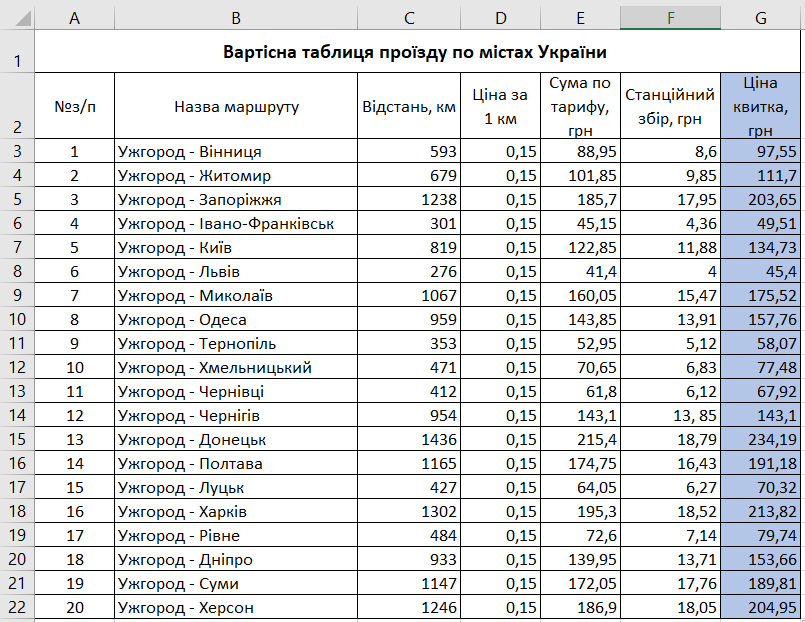 A B C D E F G
1 Вартісна таблиця проїзду по містах України
2 №з/п Назва маршруту Відстань, км Ціна за 1 км Сума по тарифу, грн Станційний збір, грн Ціна квитка, грн
3 1 Ужгород - Вінниця 593 0,15 88,95 8,6 97,55
4 2 Ужгород - Житомир 679 0,15 101,85 9,85 111,7
5 3 Ужгород - Запоріжжя 1238 0,15 185,7 17,95 203,65
6 4 Ужгород - Івано-Франківськ 301 0,15 45,15 4,36 49,51
7 5 Ужгород - Київ 819 0,15 122,85 11,88 134,73
8 6 Ужгород - Львів 276 0,15 41,4 4 45,4
9 7 Ужгород - Миколаїв 1067 0,15 160,05 15,47 175,52
10 8 Ужгород - Одеса 959 0,15 143,85 13,91 157,76
11 9 Ужгород - Тернопіль 353 0,15 52,95 5,12 58,07
12 10 Ужгород - Хмельницький 471 0,15 70,65 6,83 77,48
13 11 Ужгород - Чернівці 412 0,15 61,8 6,12 67,92
14 12 Ужгород - Чернігів 954 0,15 143,1 13, 85 143,1
15 13 Ужгород - Донецьк 1436 0,15 215,4 18,79 234,19
16 14 Ужгород - Полтава 1165 0,15 174,75 16,43 191,18
17 15 Ужгород - Луцьк 427 0,15 64,05 6,27 70,32
18 16 Ужгород - Харків 1302 0,15 195,3 18,52 213,82
19 17 Ужгород - Рівне 484 0,15 72,6 7,14 79,74
20 18 Ужгород - Дніпро 933 0,15 139,95 13,71 153,66
21 19 Ужгород - Суми 1147 0,15 172,05 17,76 189,81
22 20 Ужгород - Херсон 1246 0,15 186,9 18,05 204,95